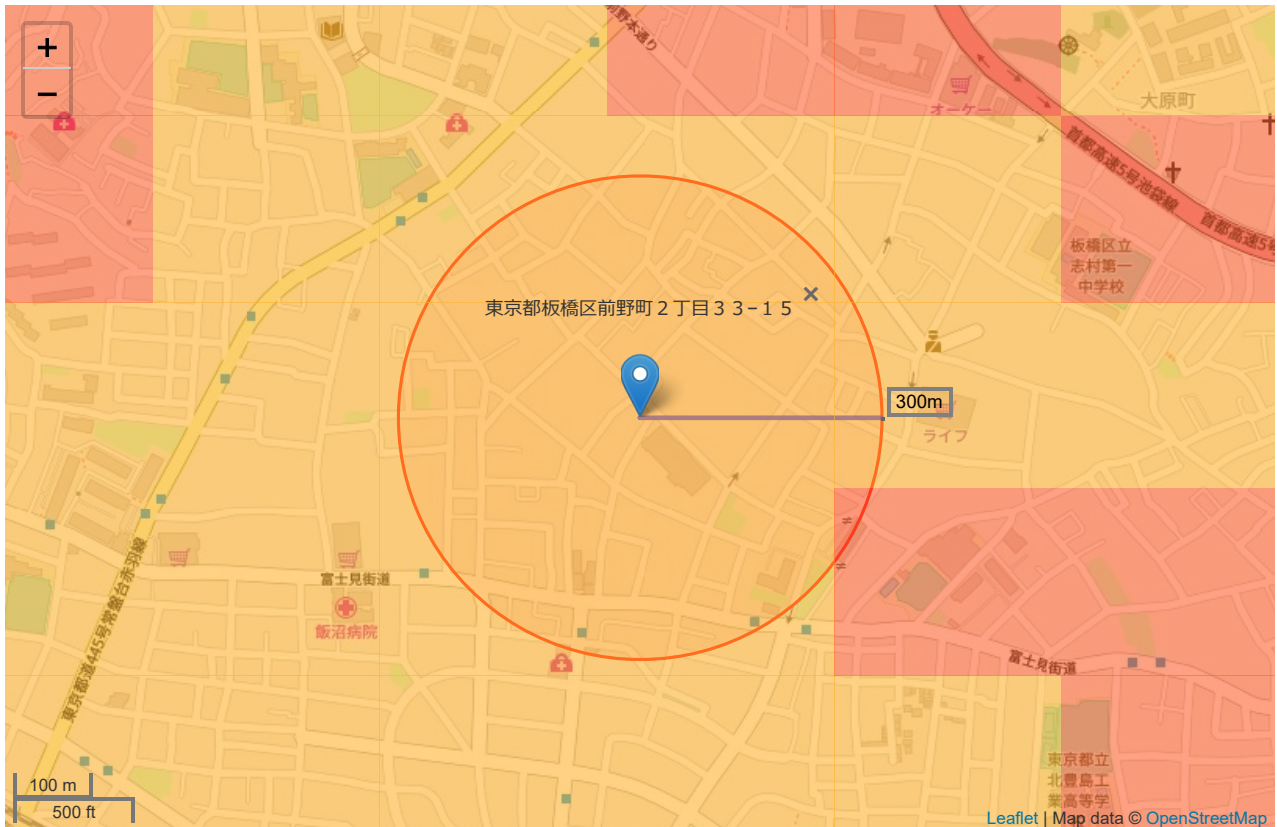 +
−
前野本通り
オーケー
大原町
首都高速5号池袋線
首都高速5号
板橋区立
志村第一
中学校
東京都板橋区前野町２丁目３３−１５
×
300m
ライフ
富士見街道
飯沼病院
東京都道445号常盤台赤羽線
富士見街道
東京都立
北豊島工
業高等学
100 m
500 ft
Leaflet | Map data © OpenStreetMap